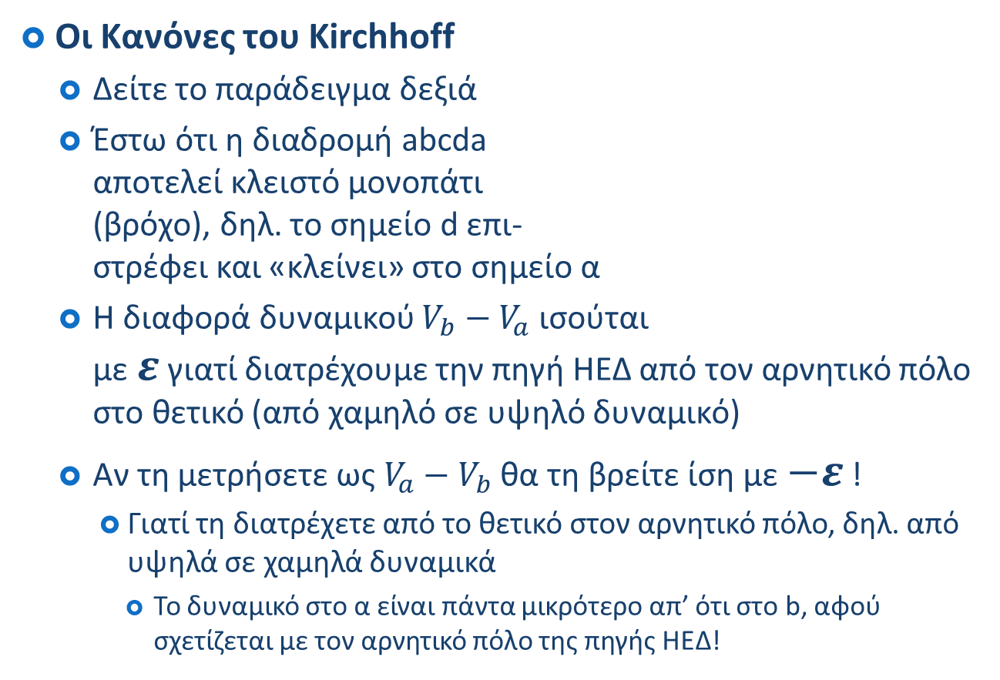 Οι Κανόνες του Kirchhoff
Δείτε το παράδειγμα δεξιά
Έστω ότι η διαδρομή abcda
αποτελεί κλειστό μονοπάτι
(βρόχο), δηλ. το σημείο d επι-
στρέφει και «κλείνει» στο σημείο α
Η διαφορά δυναμικού V_b − V_a ισούται
με ℰ γιατί διατρέχουμε την πηγή ΗΕΔ από τον αρνητικό πόλο
στο θετικό (από χαμηλό σε υψηλό δυναμικό)
Αν τη μετρήσετε ως V_a − V_b θα τη βρείτε ίση με −ℰ !
Γιατί τη διατρέχετε από το θετικό στον αρνητικό πόλο, δηλ. από
υψηλά σε χαμηλά δυναμικά
Το δυναμικό στο α είναι πάντα μικρότερο απ’ ότι στο b, αφού
σχετίζεται με τον αρνητικό πόλο της πηγής ΗΕΔ!